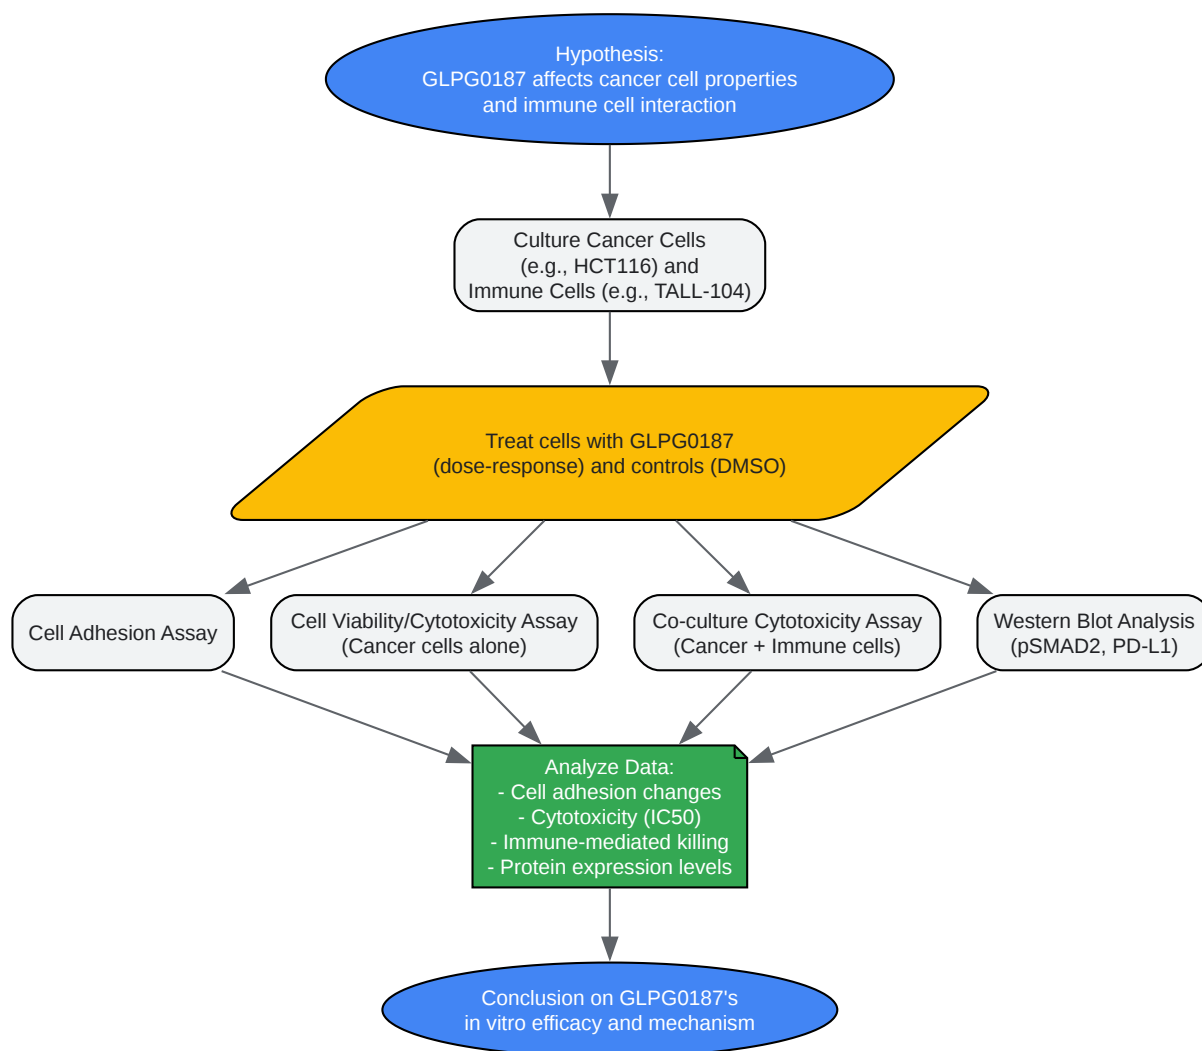 Hypothesis:
GLPG0187 affects cancer cell properties
and immune cell interaction
Culture Cancer Cells
(e.g., HCT116) and
Immune Cells (e.g., TALL-104)
Treat cells with GLPG0187
(dose-response) and controls (DMSO)
Cell Adhesion Assay
Cell Viability/Cytotoxicity Assay
(Cancer cells alone)
Co-culture Cytotoxicity Assay
(Cancer + Immune cells)
Western Blot Analysis
(pSMAD2, PD-L1)
Analyze Data:
- Cell adhesion changes
- Cytotoxicity (IC50)
- Immune-mediated killing
- Protein expression levels
Conclusion on GLPG0187's
in vitro efficacy and mechanism